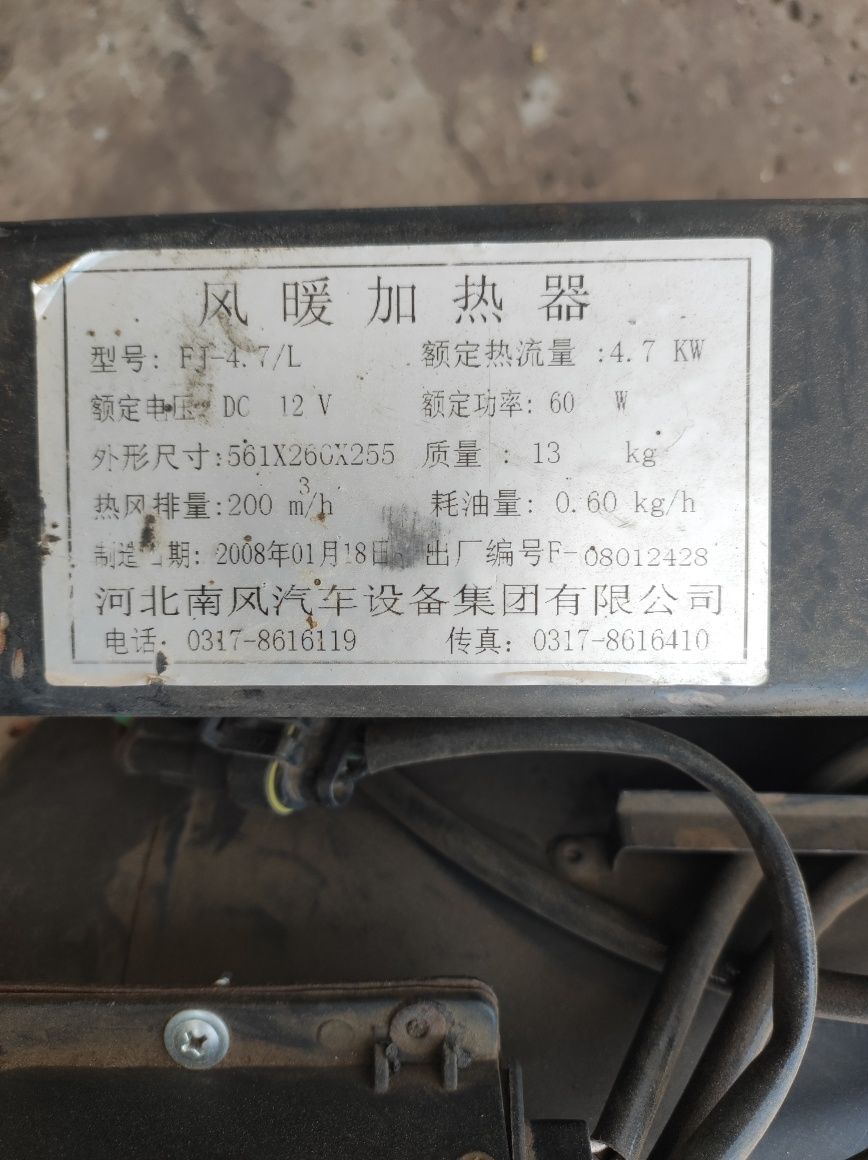 风暖加热器
型号: FJ-4.7/L 额定热流量 :4.7 KW
额定电压: DC 12 V 额定功率: 60 W
外形尺寸:561X260X255 质量 : 13 kg
热风排量:200 m³/h 耗油量: 0.60 kg/h
制造日期: 2008年01月18日 出厂编号F-08012428
河北南风汽车设备集团有限公司
电话: 0317-8616119 传真: 0317-8616410